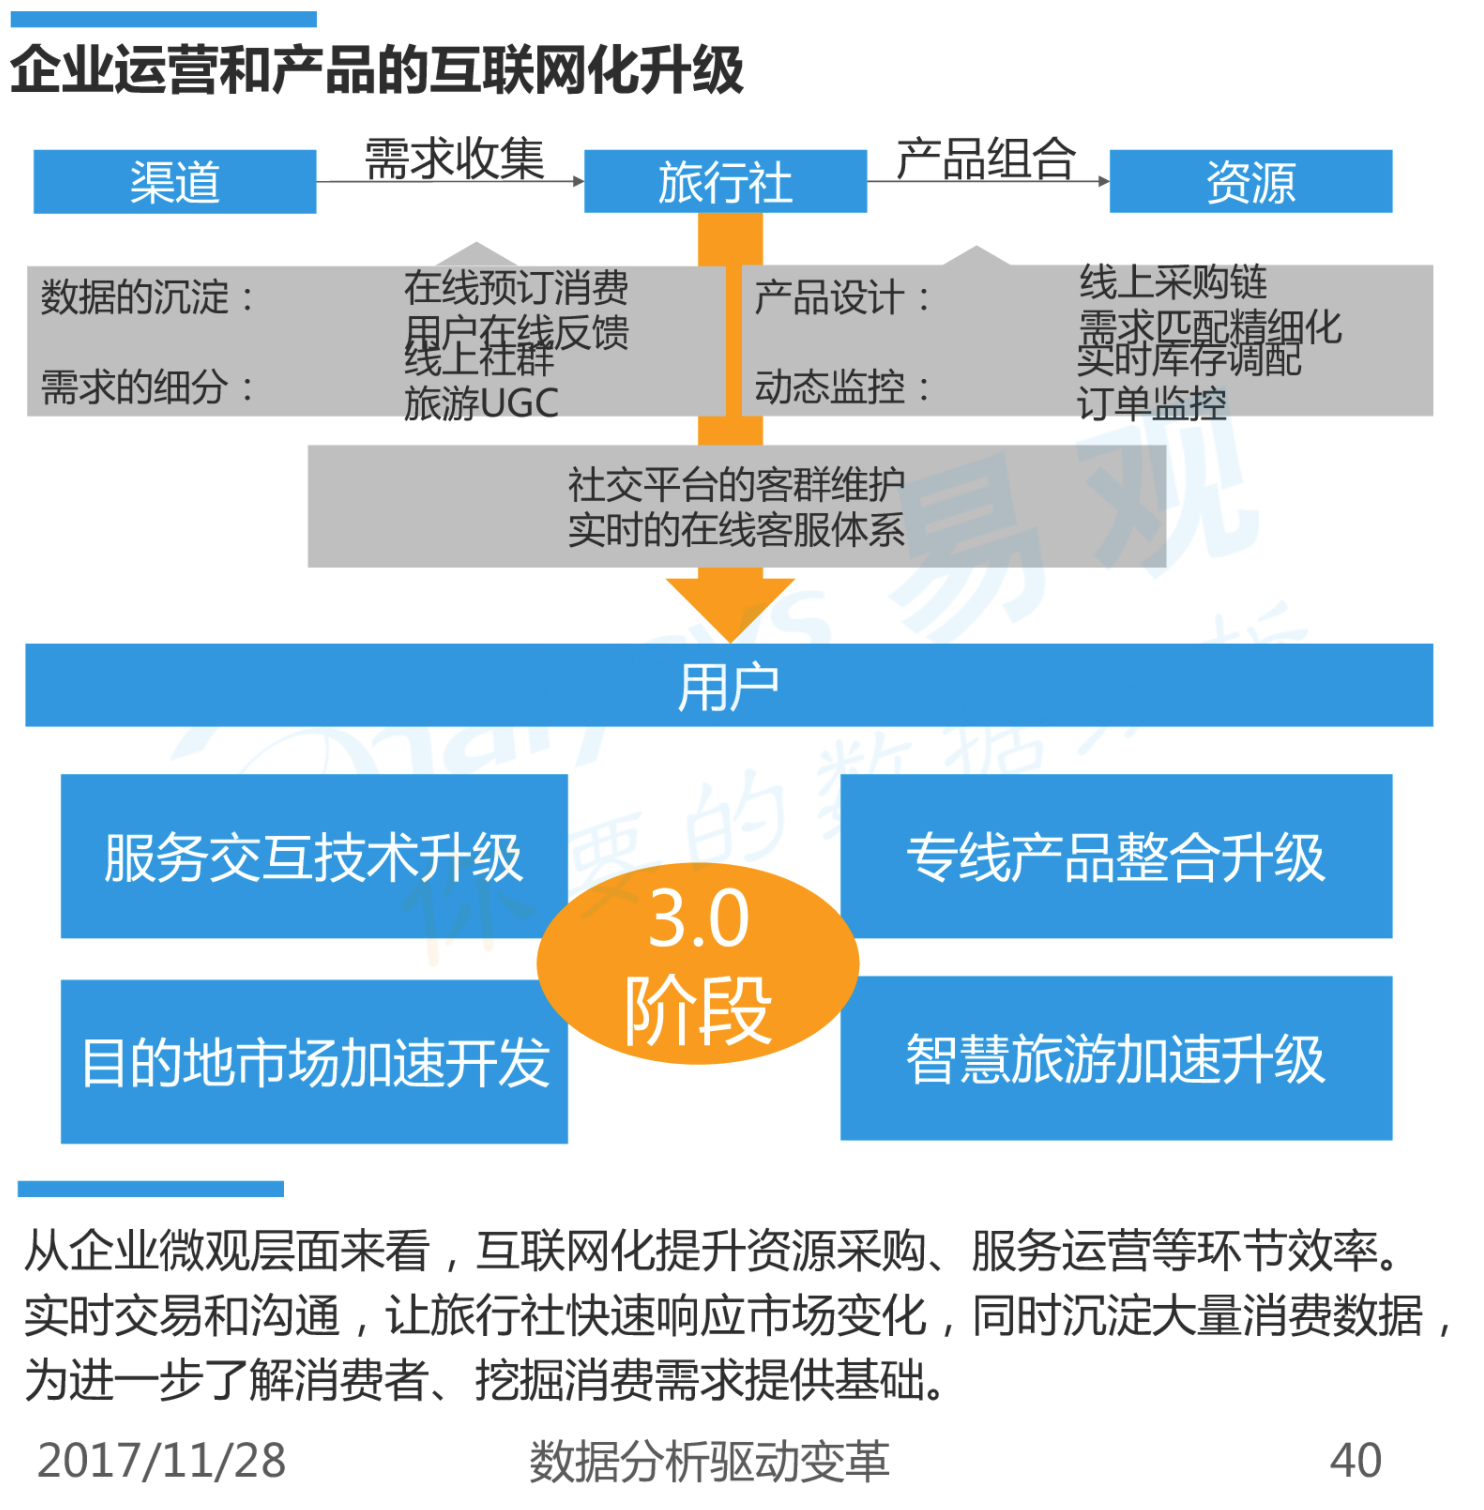 企业运营和产品的互联网化升级
渠道
需求收集
旅行社
产品组合
资源
数据的沉淀：
在线预订消费
用户在线反馈
需求的细分：
线上社群
旅游UGC
产品设计：
线上采购链
需求匹配精细化
动态监控：
实时库存调配
订单监控
社交平台的客群维护
实时的在线客服体系
用户
服务交互技术升级
专线产品整合升级
3.0
阶段
目的地市场加速开发
智慧旅游加速升级
从企业微观层面来看，互联网化提升资源采购、服务运营等环节效率。
实时交易和沟通，让旅行社快速响应市场变化，同时沉淀大量消费数据，
为进一步了解消费者、挖掘消费需求提供基础。
2017/11/28
数据分析驱动变革
40
易观
你要的数据分析